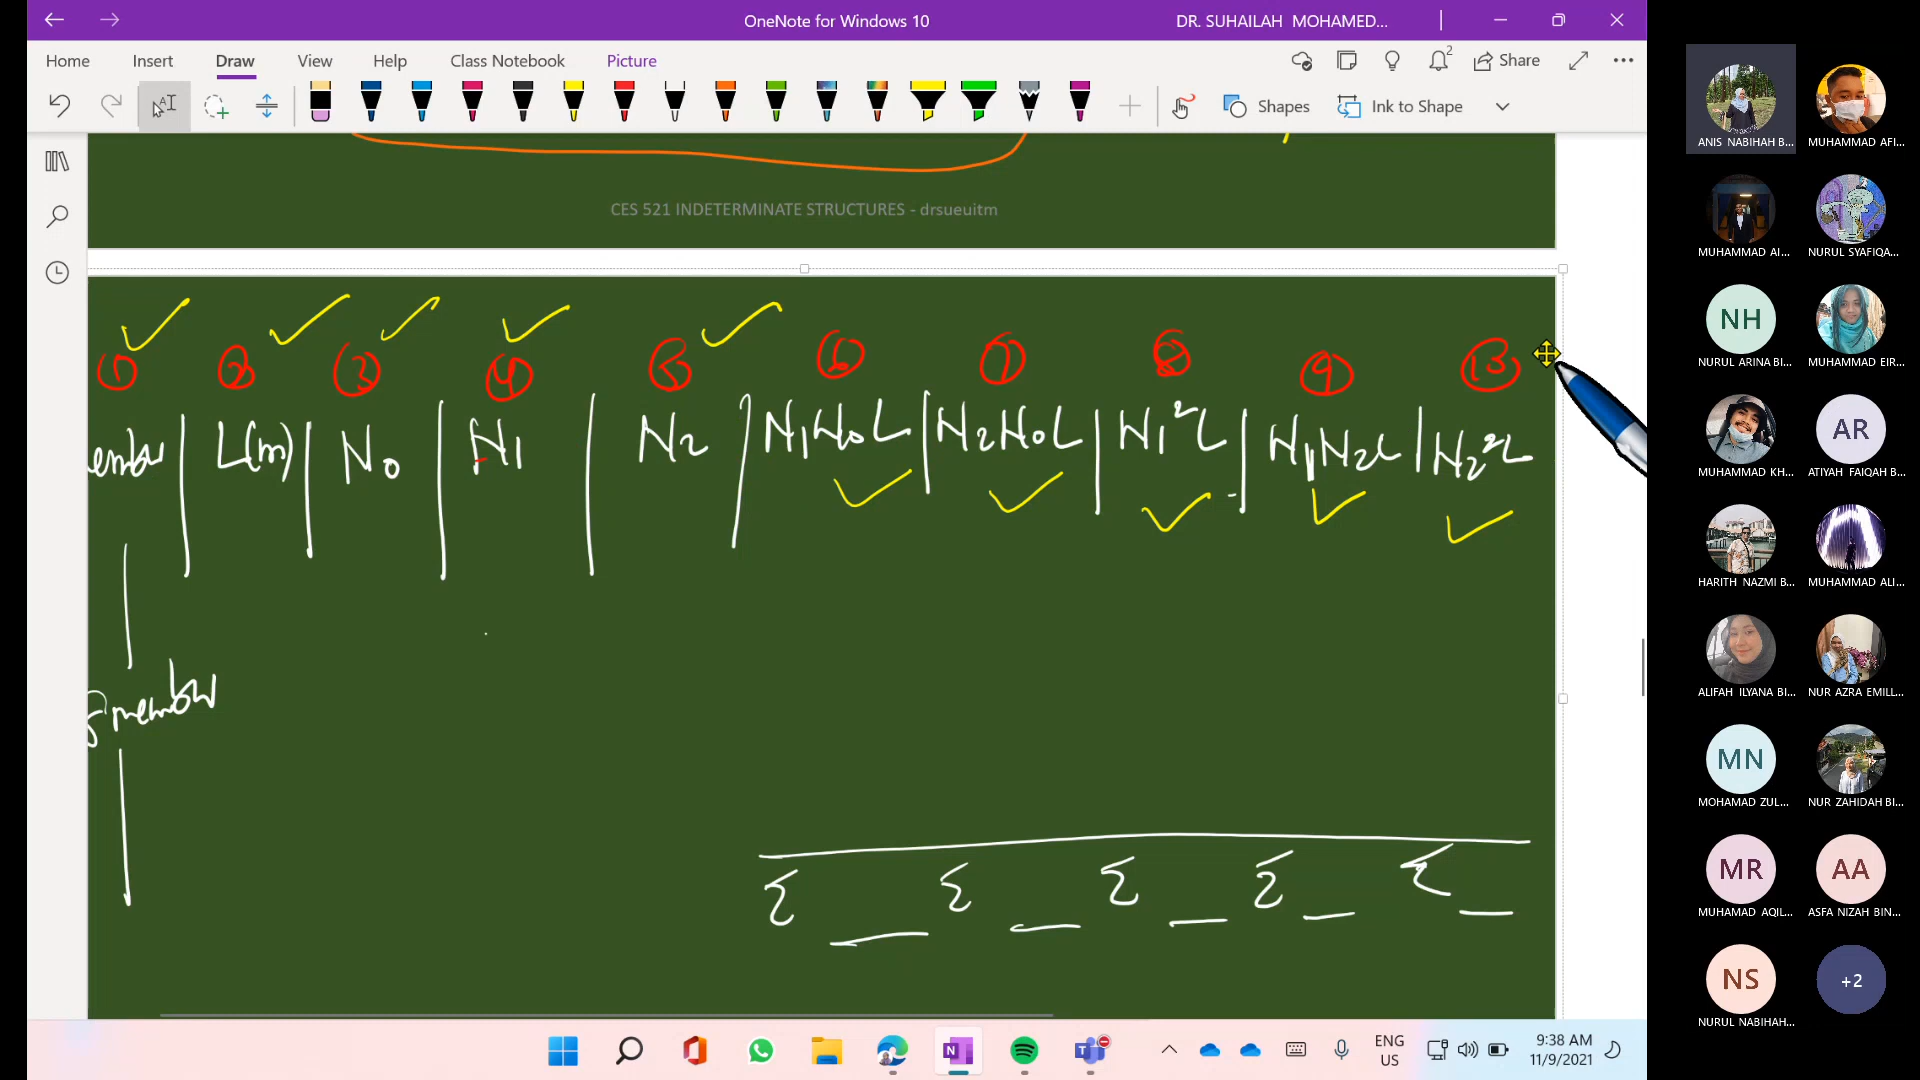 OneNote for Windows 10
DR. SUHAILAH MOHAMED...
Home Insert Draw View Help Class Notebook Picture
2
Share
Shapes
Ink to Shape
CES 521 INDETERMINATE STRUCTURES - drsueuitm
① ② ③ ④ ⑤ ⑥ ⑦ ⑧ ⑨ ⑬
ember L(m) N0 N1 N2 N1N0L N2N0L N1²L N1N2L N2²L
member
Σ Σ Σ Σ Σ
ANIS NABIHAH B...
MUHAMMAD AFI...
MUHAMMAD AI...
NURUL SYAFIQA...
NH
NURUL ARINA BI...
MUHAMMAD EIR...
MUHAMMAD KH...
AR
ATIYAH FAIQAH B...
HARITH NAZMI B...
MUHAMMAD ALI...
ALIFAH ILYANA BI...
NUR AZRA EMILL...
MN
MOHAMAD ZUL...
NUR ZAHIDAH BI...
MR
MUHAMAD AQIL...
AA
ASFA NIZAH BIN...
NS
NURUL NABIHAH...
+2
ENG
US
9:38 AM
11/9/2021